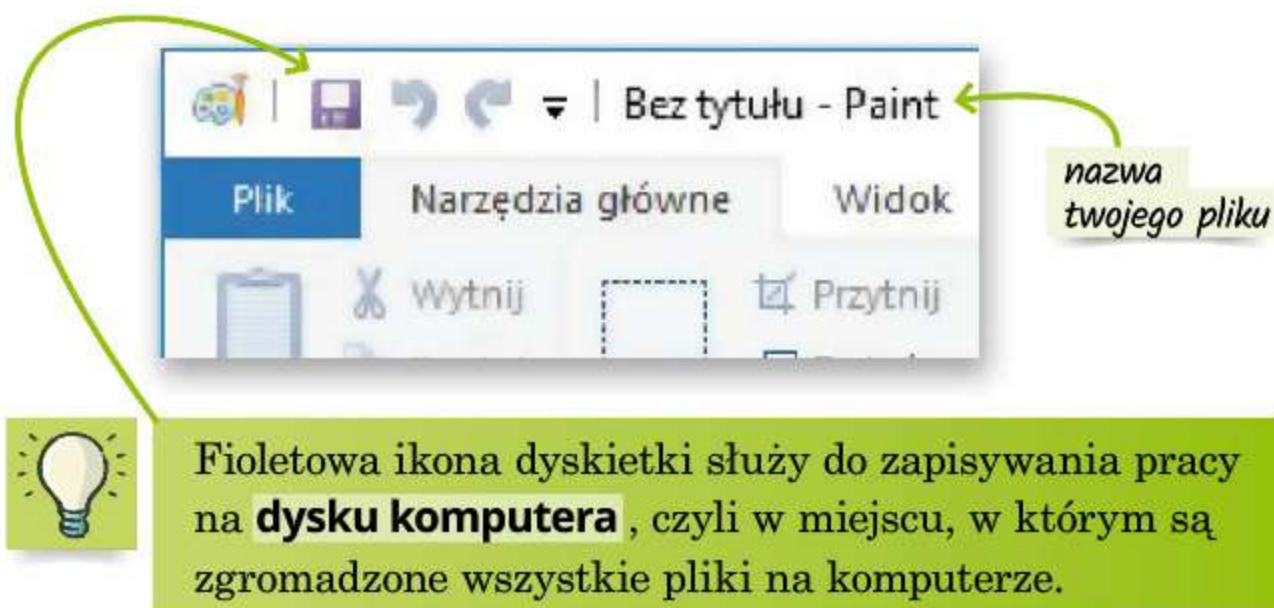 Bez tytułu - Paint
nazwa
twojego pliku
Plik Narzędzia główne Widok
Wytnij Przytnij
Fioletowa ikona dyskietki służy do zapisywania pracy
na dysku komputera, czyli w miejscu, w którym są
zgromadzone wszystkie pliki na komputerze.